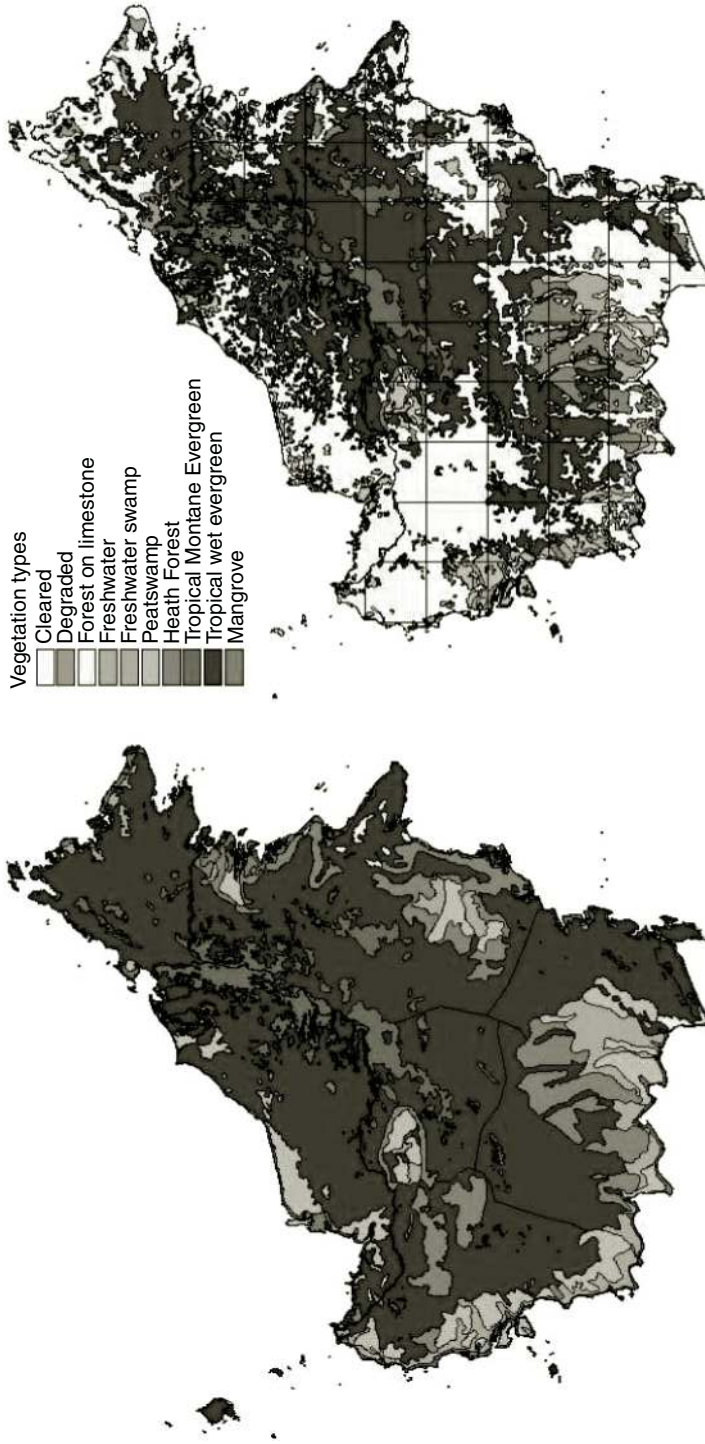 Vegetation types
Cleared
Degraded
Forest on limestone
Freshwater
Freshwater swamp
Peatswamp
Heath Forest
Tropical Montane Evergreen
Tropical wet evergreen
Mangrove